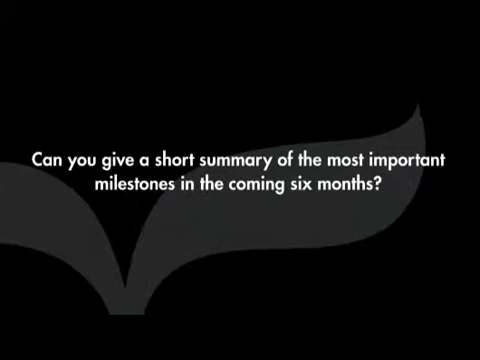 Can you give a short summary of the most important
milestones in the coming six months?